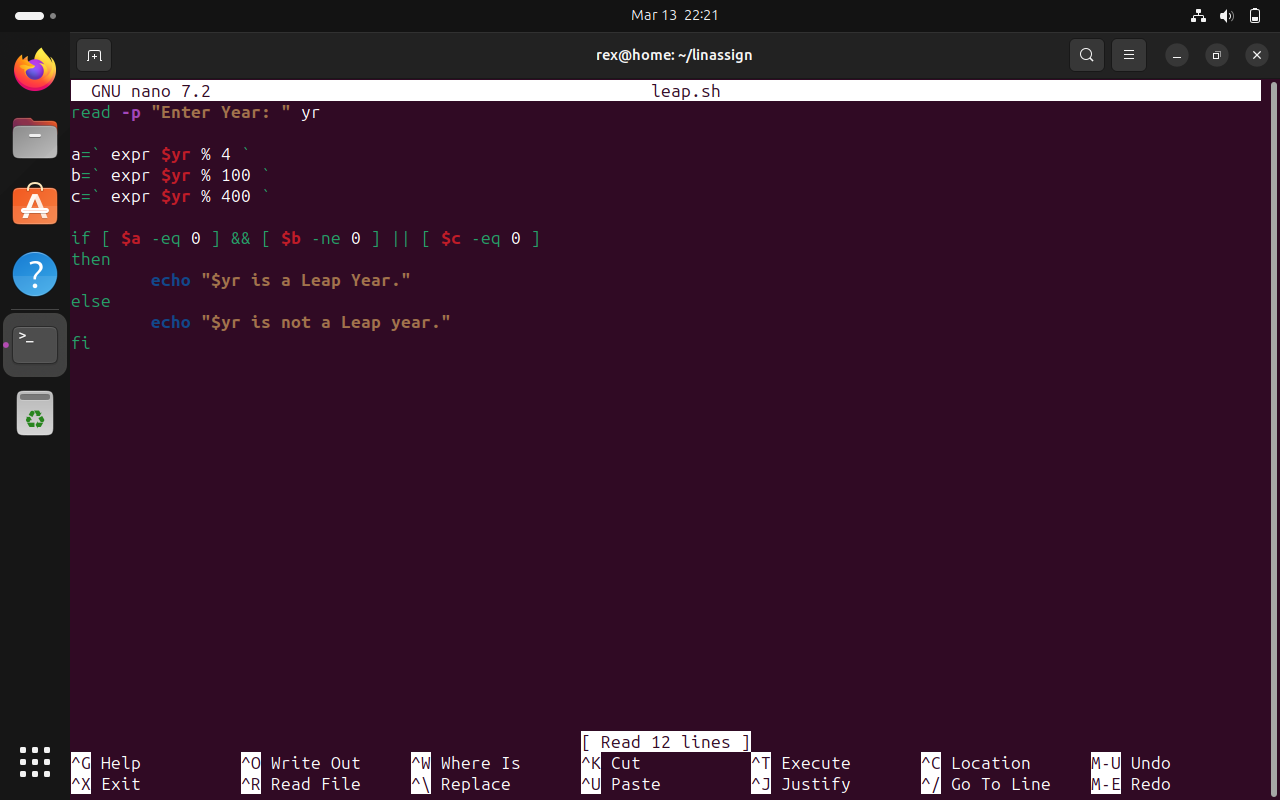 Mar 13 22:21
rex@home: ~/linassign
GNU nano 7.2 leap.sh
read -p "Enter Year: " yr
a=` expr $yr % 4 `
b=` expr $yr % 100 `
c=` expr $yr % 400 `
if [ $a -eq 0 ] && [ $b -ne 0 ] || [ $c -eq 0 ]
then
echo "$yr is a Leap Year."
else
echo "$yr is not a Leap year."
fi
[ Read 12 lines ]
^G Help ^O Write Out ^W Where Is ^K Cut ^T Execute ^C Location M-U Undo
^X Exit ^R Read File ^\ Replace ^U Paste ^J Justify ^/ Go To Line M-E Redo